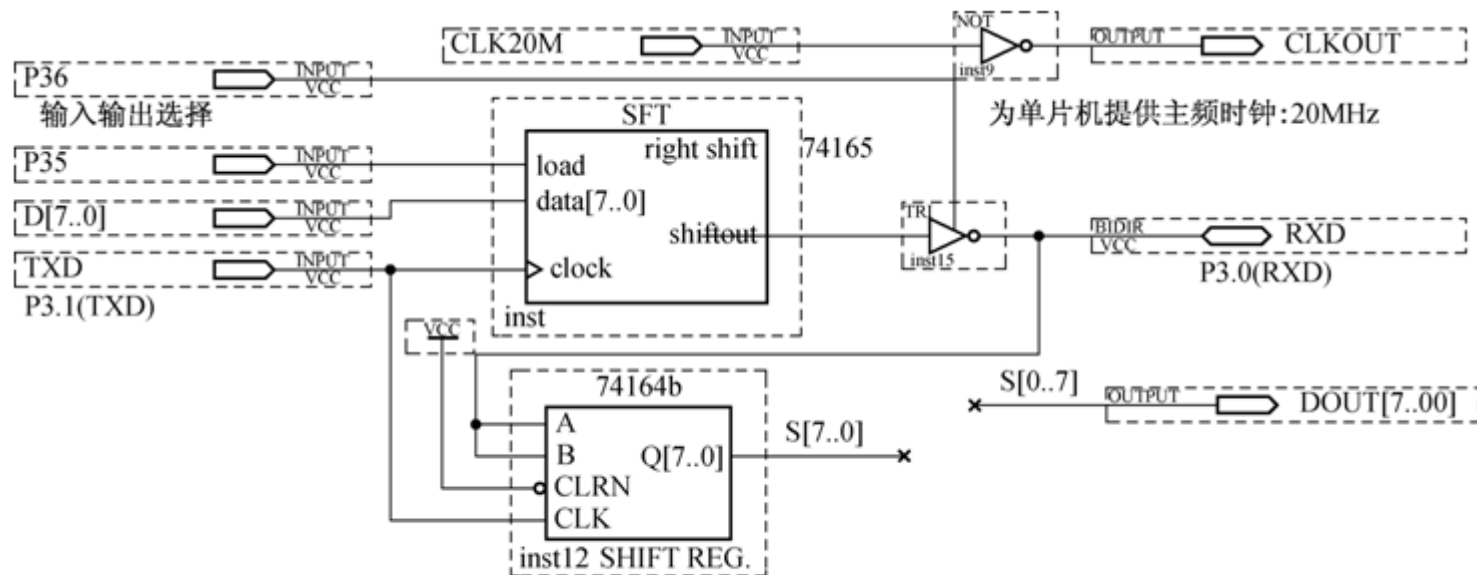 NOT
CLK20M
INPUT
VCC
OUTPUT
CLKOUT
inst9
P36
INPUT
VCC
输入输出选择
为单片机提供主频时钟:20MHz
SFT
74165
right shift
P35
INPUT
VCC
load
D[7..0]
INPUT
VCC
data[7..0]
TRI
shiftout
BIDIR
VCC
RXD
inst15
P3.0(RXD)
TXD
INPUT
VCC
clock
P3.1(TXD)
inst
VCC
74164b
S[0..7]
OUTPUT
DOUT[7..00]
A
B
Q[7..0]
S[7..0]
CLRN
CLK
inst12 SHIFT REG.